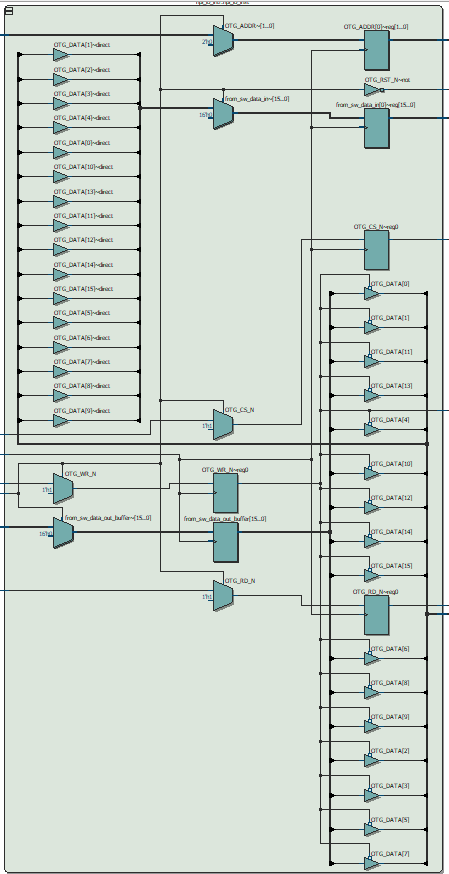 OTG_ADDR~[1..0]
2'h0
OTG_ADDR[0]~reg[1..0]
OTG_DATA[1]~direct
OTG_DATA[2]~direct
OTG_DATA[3]~direct
OTG_DATA[4]~direct
OTG_DATA[0]~direct
OTG_DATA[10]~direct
OTG_DATA[13]~direct
OTG_DATA[11]~direct
OTG_DATA[12]~direct
OTG_DATA[14]~direct
OTG_DATA[15]~direct
OTG_DATA[5]~direct
OTG_DATA[6]~direct
OTG_DATA[7]~direct
OTG_DATA[8]~direct
OTG_DATA[9]~direct
OTG_RST_N~not
from_sw_data_in~[15..0]
16'h0
from_sw_data_in[0]~reg[15..0]
OTG_CS_N~reg0
OTG_CS_N
1'h1
OTG_WR_N
1'h1
OTG_WR_N~reg0
from_sw_data_out_buffer~[15..0]
16'h0
from_sw_data_out_buffer[15..0]
OTG_RD_N
1'h1
OTG_DATA[0]
OTG_DATA[1]
OTG_DATA[11]
OTG_DATA[13]
OTG_DATA[4]
OTG_DATA[10]
OTG_DATA[12]
OTG_DATA[14]
OTG_DATA[15]
OTG_RD_N~reg0
OTG_DATA[6]
OTG_DATA[8]
OTG_DATA[9]
OTG_DATA[2]
OTG_DATA[3]
OTG_DATA[5]
OTG_DATA[7]